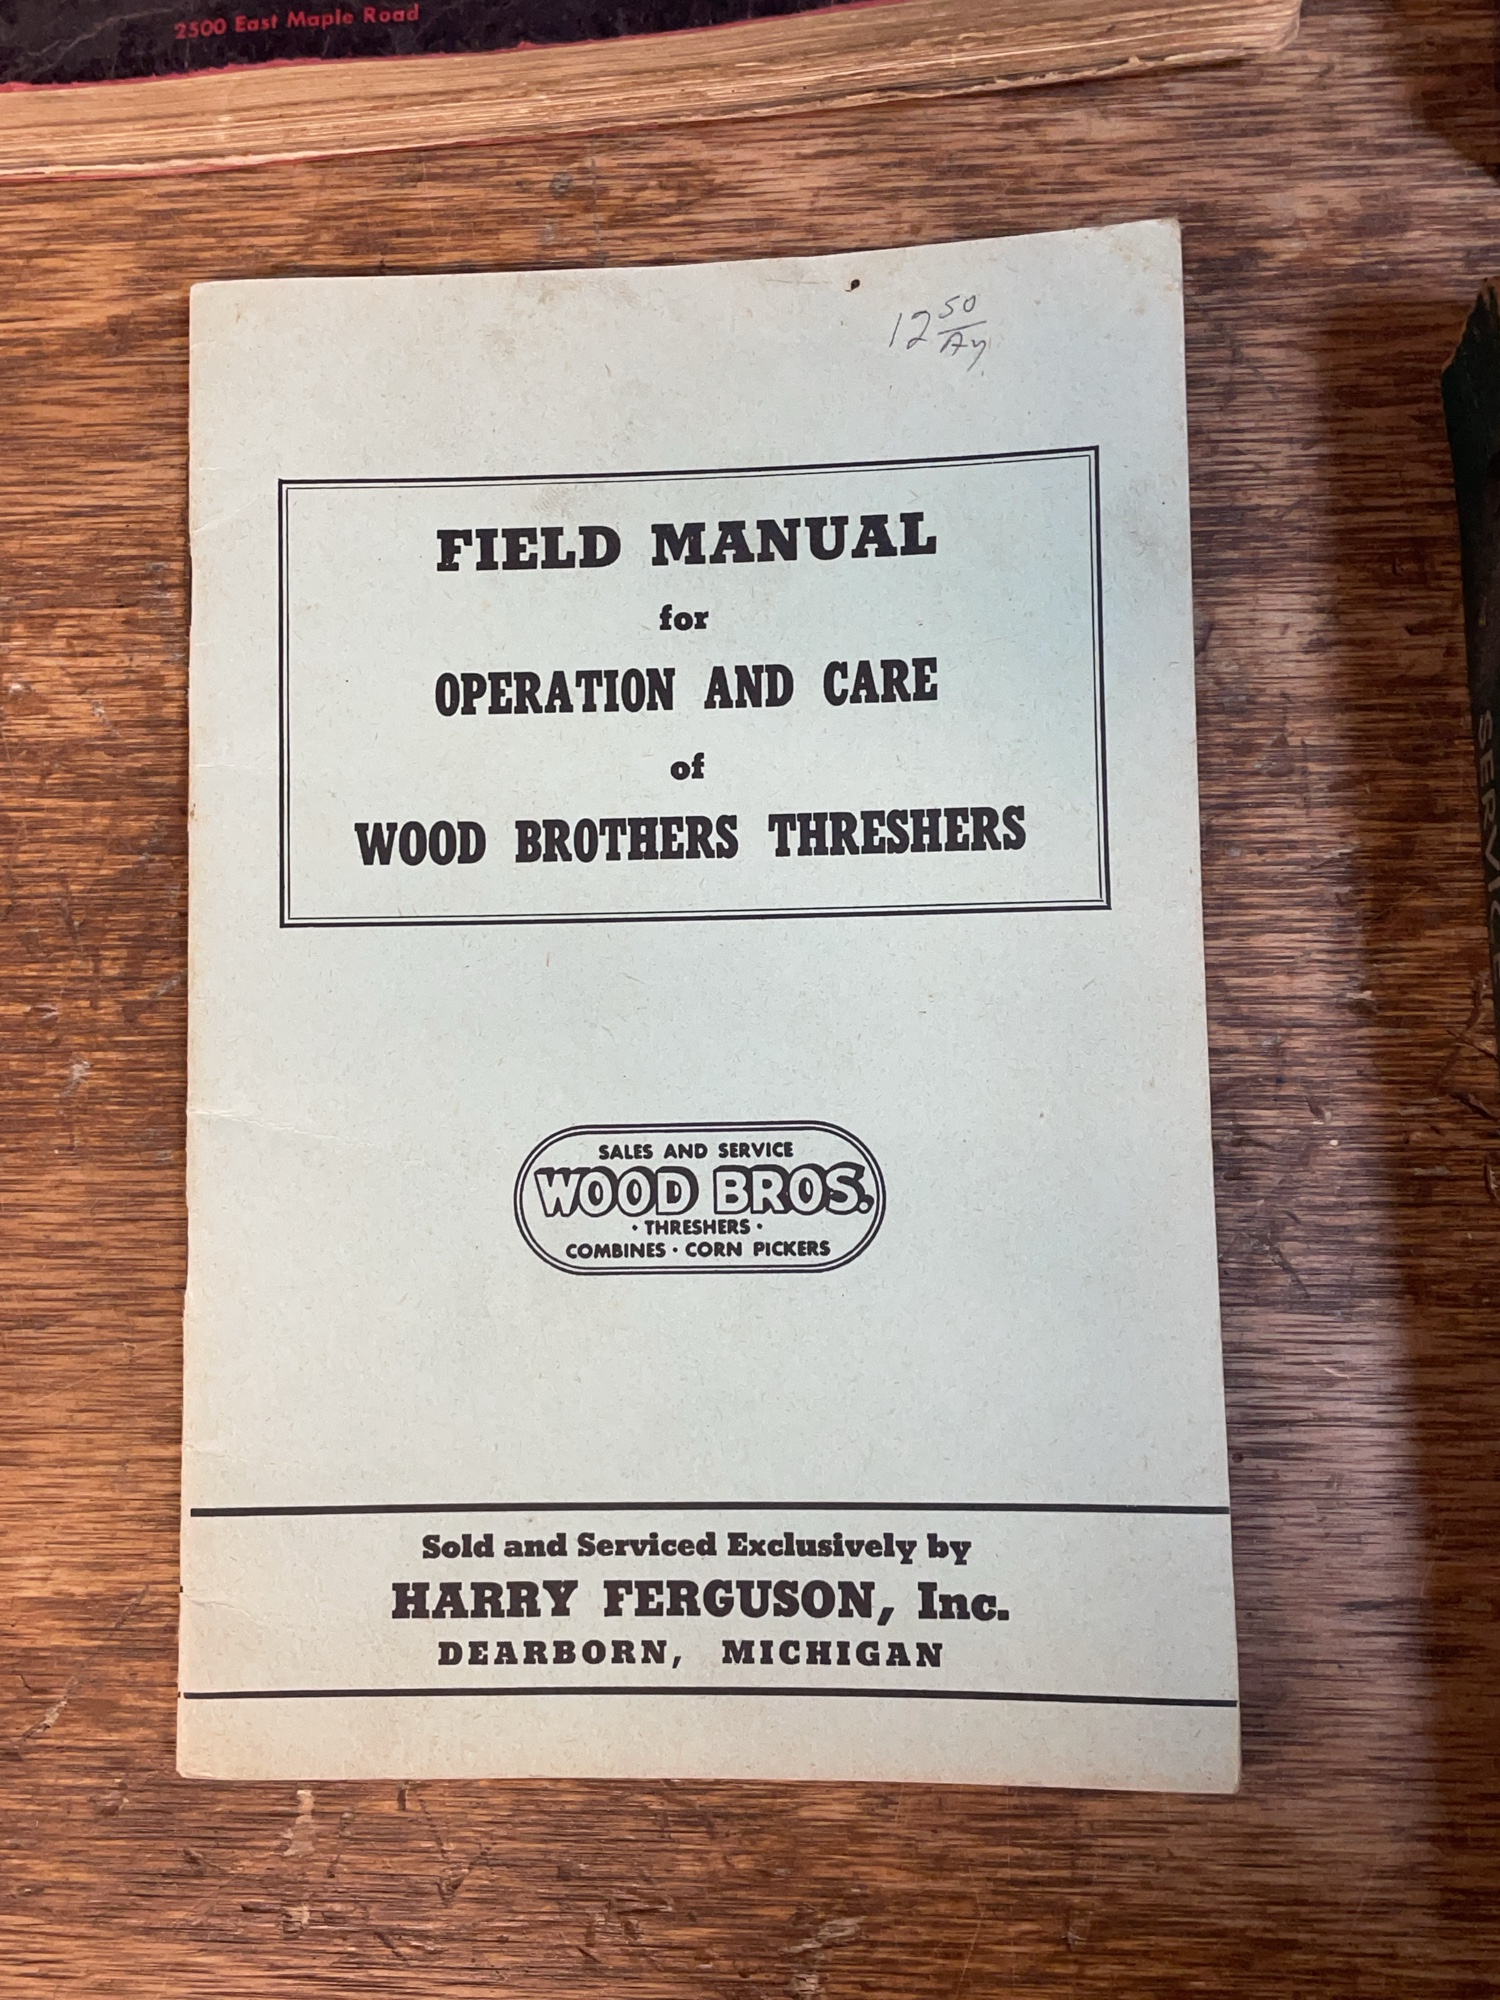 2500 East Maple Road
12 50
FIELD MANUAL
for
OPERATION AND CARE
of
WOOD BROTHERS THRESHERS
SALES AND SERVICE
WOOD BROS.
· THRESHERS ·
COMBINES · CORN PICKERS
Sold and Serviced Exclusively by
HARRY FERGUSON, Inc.
DEARBORN, MICHIGAN
SERVICE